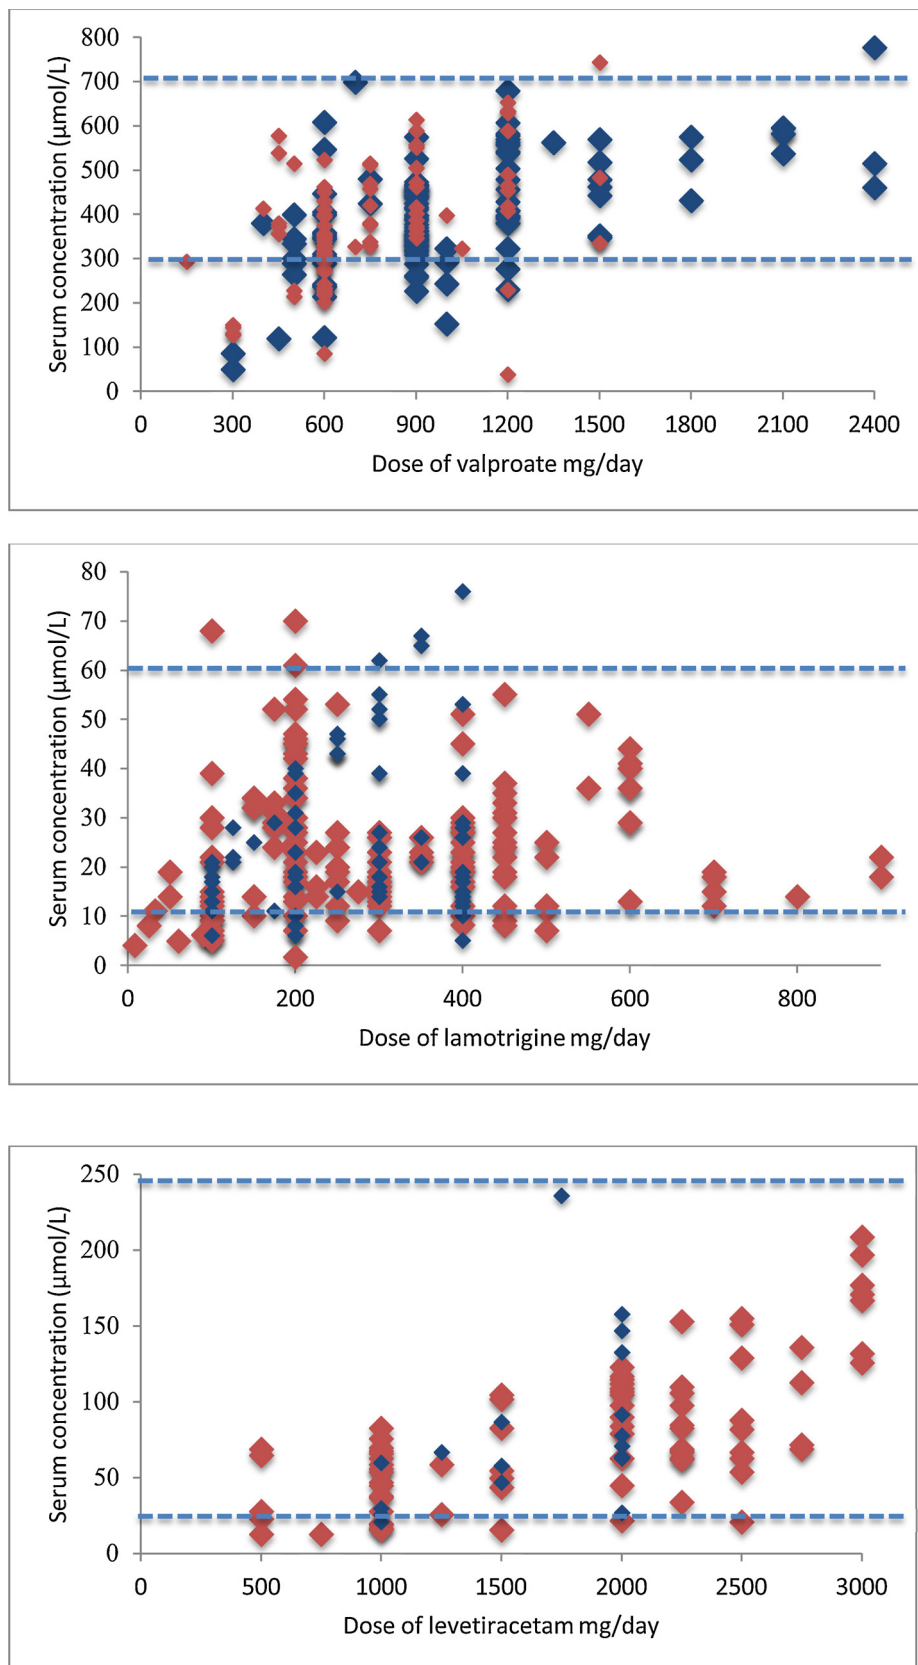 Serum concentration (µmol/L)
800
700
600
500
400
300
200
100
0
0 300 600 900 1200 1500 1800 2100 2400
Dose of valproate mg/day
Serum concentration (µmol/L)
80
70
60
50
40
30
20
10
0
0 200 400 600 800
Dose of lamotrigine mg/day
Serum concentration (µmol/L)
250
200
150
100
50
0
0 500 1000 1500 2000 2500 3000
Dose of levetiracetam mg/day